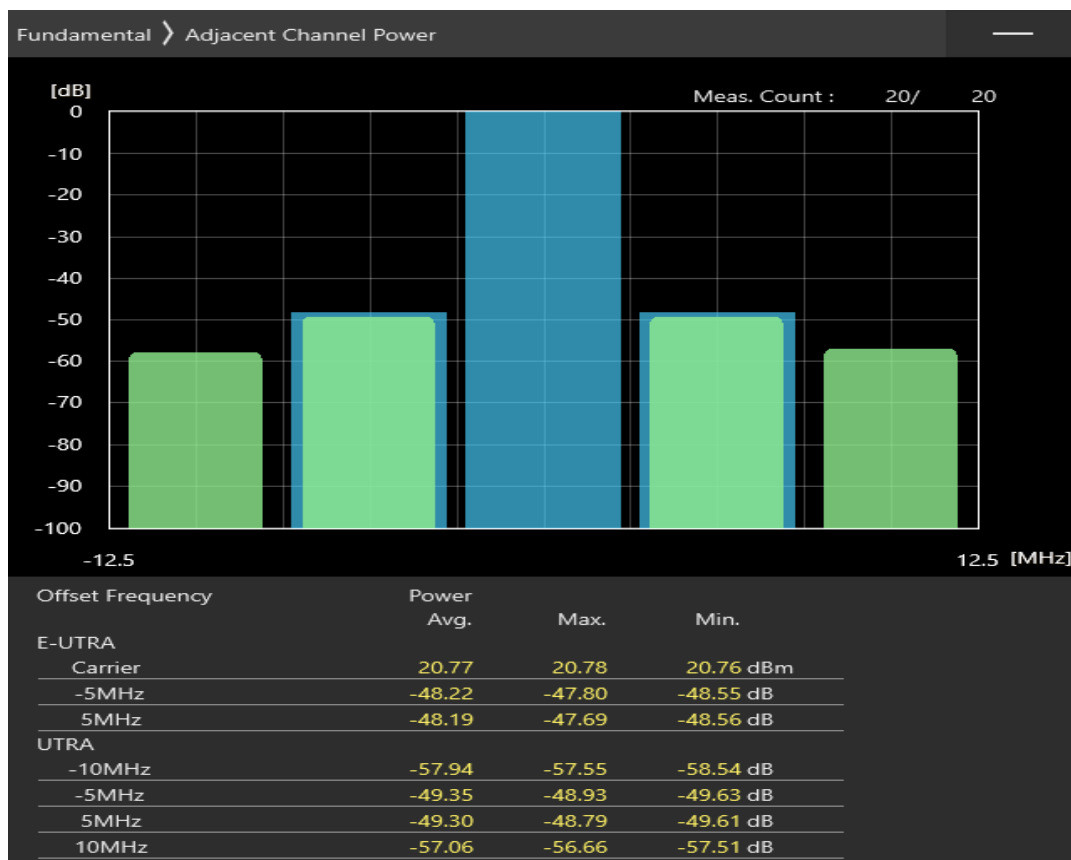 Fundamental 〉 Adjacent Channel Power
[dB]
Meas. Count : 20/ 20
0
-10
-20
-30
-40
-50
-60
-70
-80
-90
-100
-12.5 12.5 [MHz]
Offset Frequency Power
Avg. Max. Min.
E-UTRA
Carrier 20.77 20.78 20.76 dBm
-5MHz -48.22 -47.80 -48.55 dB
5MHz -48.19 -47.69 -48.56 dB
UTRA
-10MHz -57.94 -57.55 -58.54 dB
-5MHz -49.35 -48.93 -49.63 dB
5MHz -49.30 -48.79 -49.61 dB
10MHz -57.06 -56.66 -57.51 dB